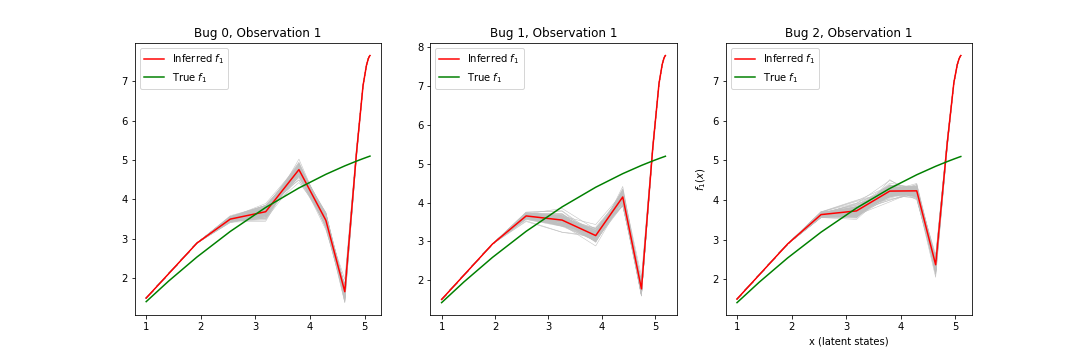 Bug 0, Observation 1
Inferred f₁
True f₁
7
6
5
4
3
2
1 2 3 4 5
Bug 1, Observation 1
Inferred f₁
True f₁
8
7
6
5
4
3
2
1 2 3 4 5
Bug 2, Observation 1
Inferred f₁
True f₁
f₁(x)
7
6
5
4
3
2
1 2 3 4 5
x (latent states)